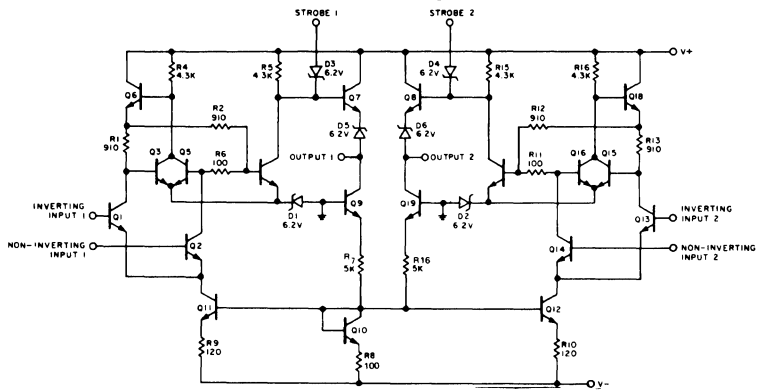 STROBE 1
STROBE 2
V+
R4
4.3K
R5
4.3K
D3
6.2V
D4
6.2V
R15
4.3K
R16
4.3K
Q6
Q7
Q8
Q18
R2
910
R12
910
R1
910
D5
6.2V
D6
6.2V
R13
910
Q3
Q5
R6
100
OUTPUT 1
OUTPUT 2
R11
100
Q16
Q15
INVERTING
INPUT 1
Q1
D1
6.2V
Q9
Q19
D2
6.2V
Q13
INVERTING
INPUT 2
NON-INVERTING
INPUT 1
Q2
Q14
NON-INVERTING
INPUT 2
R7
5K
R16
5K
Q11
Q10
Q12
R9
120
R8
100
R10
120
V-